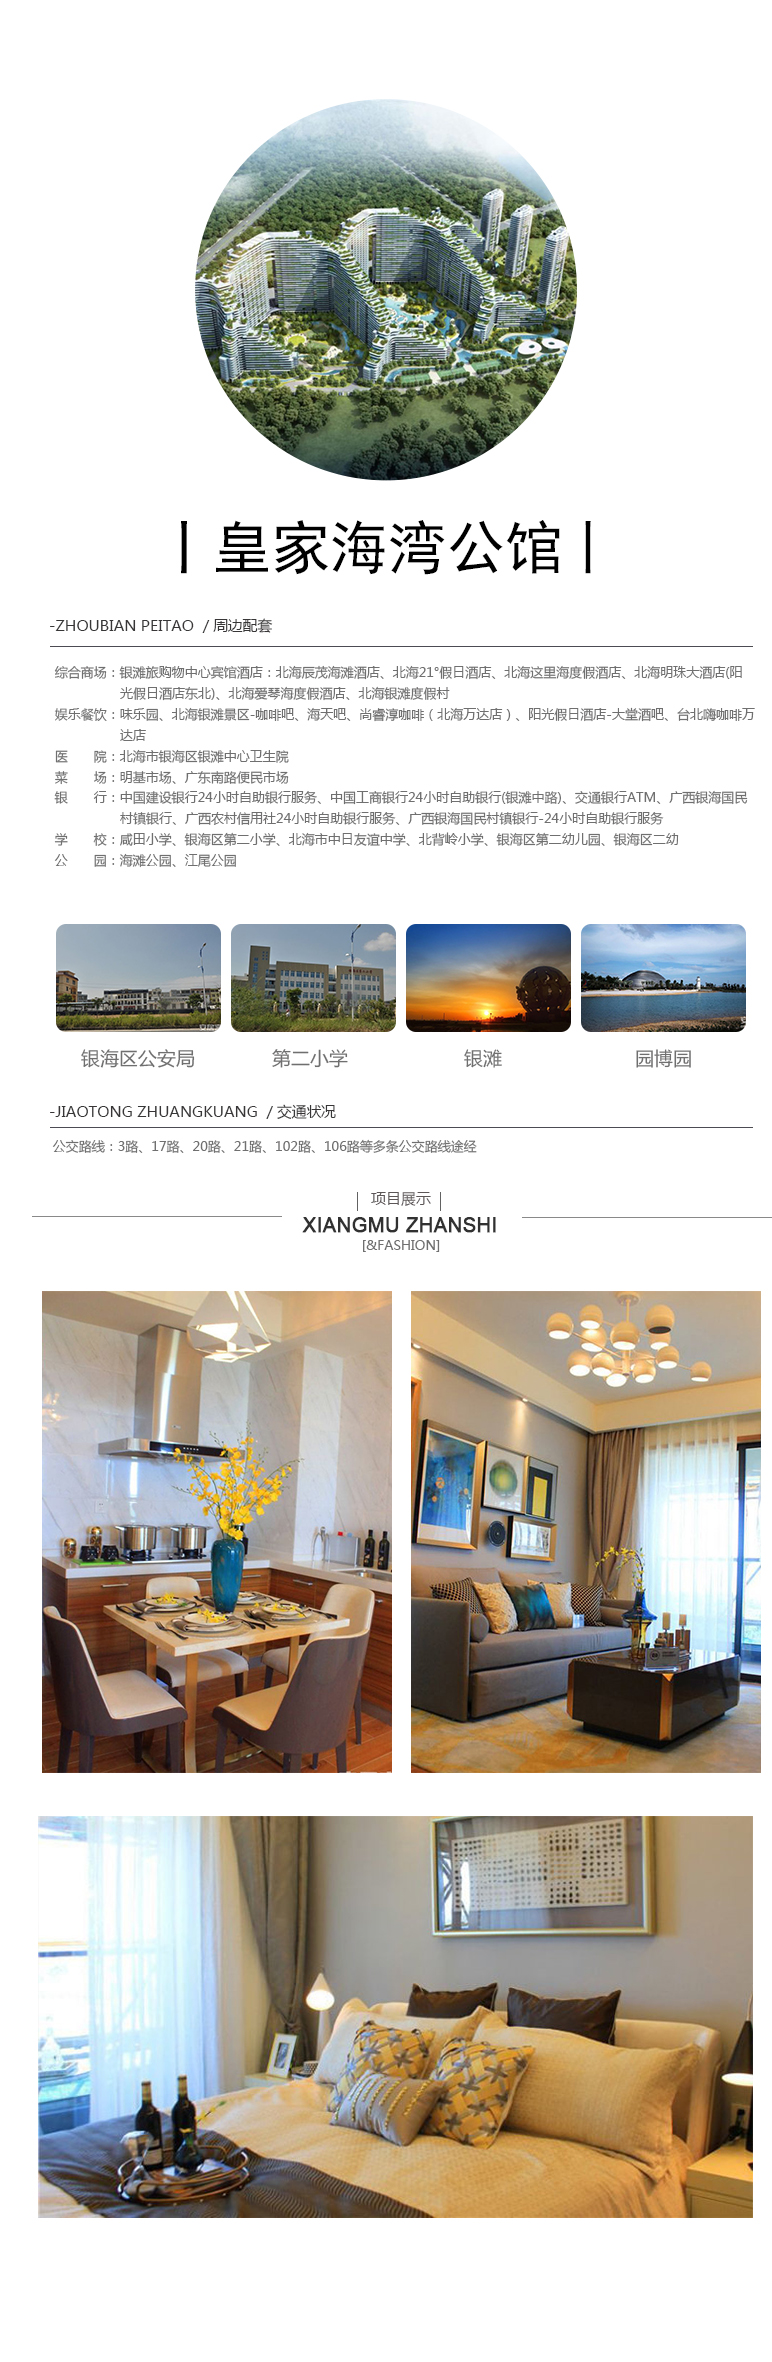 丨皇家海湾公馆丨
-ZHOUBIAN PEITAO / 周边配套
综合商场：银滩旅购物中心宾馆酒店：北海辰茂海滩酒店、北海21°假日酒店、北海这里海度假酒店、北海明珠大酒店(阳
光假日酒店东北)、北海爱琴海度假酒店、北海银滩度假村
娱乐餐饮：味乐园、北海银滩景区-咖啡吧、海天吧、尚睿淳咖啡（北海万达店）、阳光假日酒店-大堂酒吧、台北嗨咖啡万
达店
医　　院：北海市银海区银滩中心卫生院
菜　　场：明基市场、广东南路便民市场
银　　行：中国建设银行24小时自助银行服务、中国工商银行24小时自助银行(银滩中路)、交通银行ATM、广西银海国民
村镇银行、广西农村信用社24小时自助银行服务、广西银海国民村镇银行-24小时自助银行服务
学　　校：咸田小学、银海区第二小学、北海市中日友谊中学、北背岭小学、银海区第二幼儿园、银海区二幼
公　　园：海滩公园、江尾公园
银海区公安局 第二小学 银滩 园博园
-JIAOTONG ZHUANGKUANG / 交通状况
公交路线：3路、17路、20路、21路、102路、106路等多条公交路线途经
项目展示
XIANGMU ZHANSHI
[&FASHION]